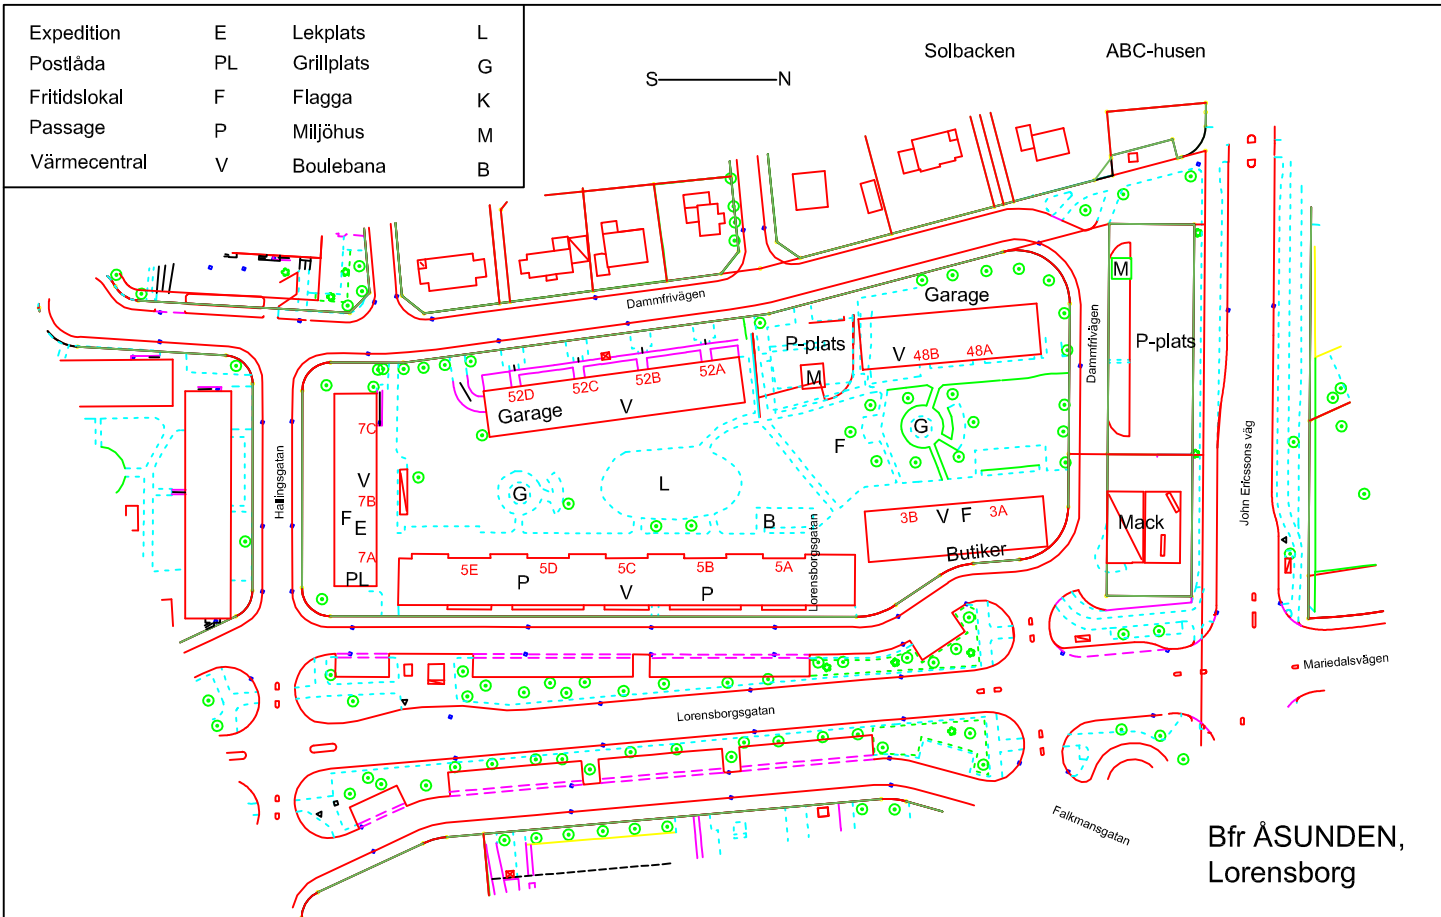 Expedition E Lekplats L
Postlåda PL Grillplats G
Fritidslokal F Flagga K
Passage P Miljöhus M
Värmecentral V Boulebana B
S N
Solbacken
ABC-husen
Dammfrivägen
Garage
M
P-plats
P-plats
V 48B 48A
Dammfrivägen
M
52D 52C 52B 52A
Garage V
7C
V
7B
F E
7A
PL
Hallingsgatan
G
L
B
F
G
Lorensborgsgatan
3B V F 3A
Butiker
Mack
John Erfcssons väg
5E 5D 5C 5B 5A
P V P
Mariedalsvägen
Lorensborgsgatan
Falkmansgatan
Bfr ÅSUNDEN,
Lorensborg